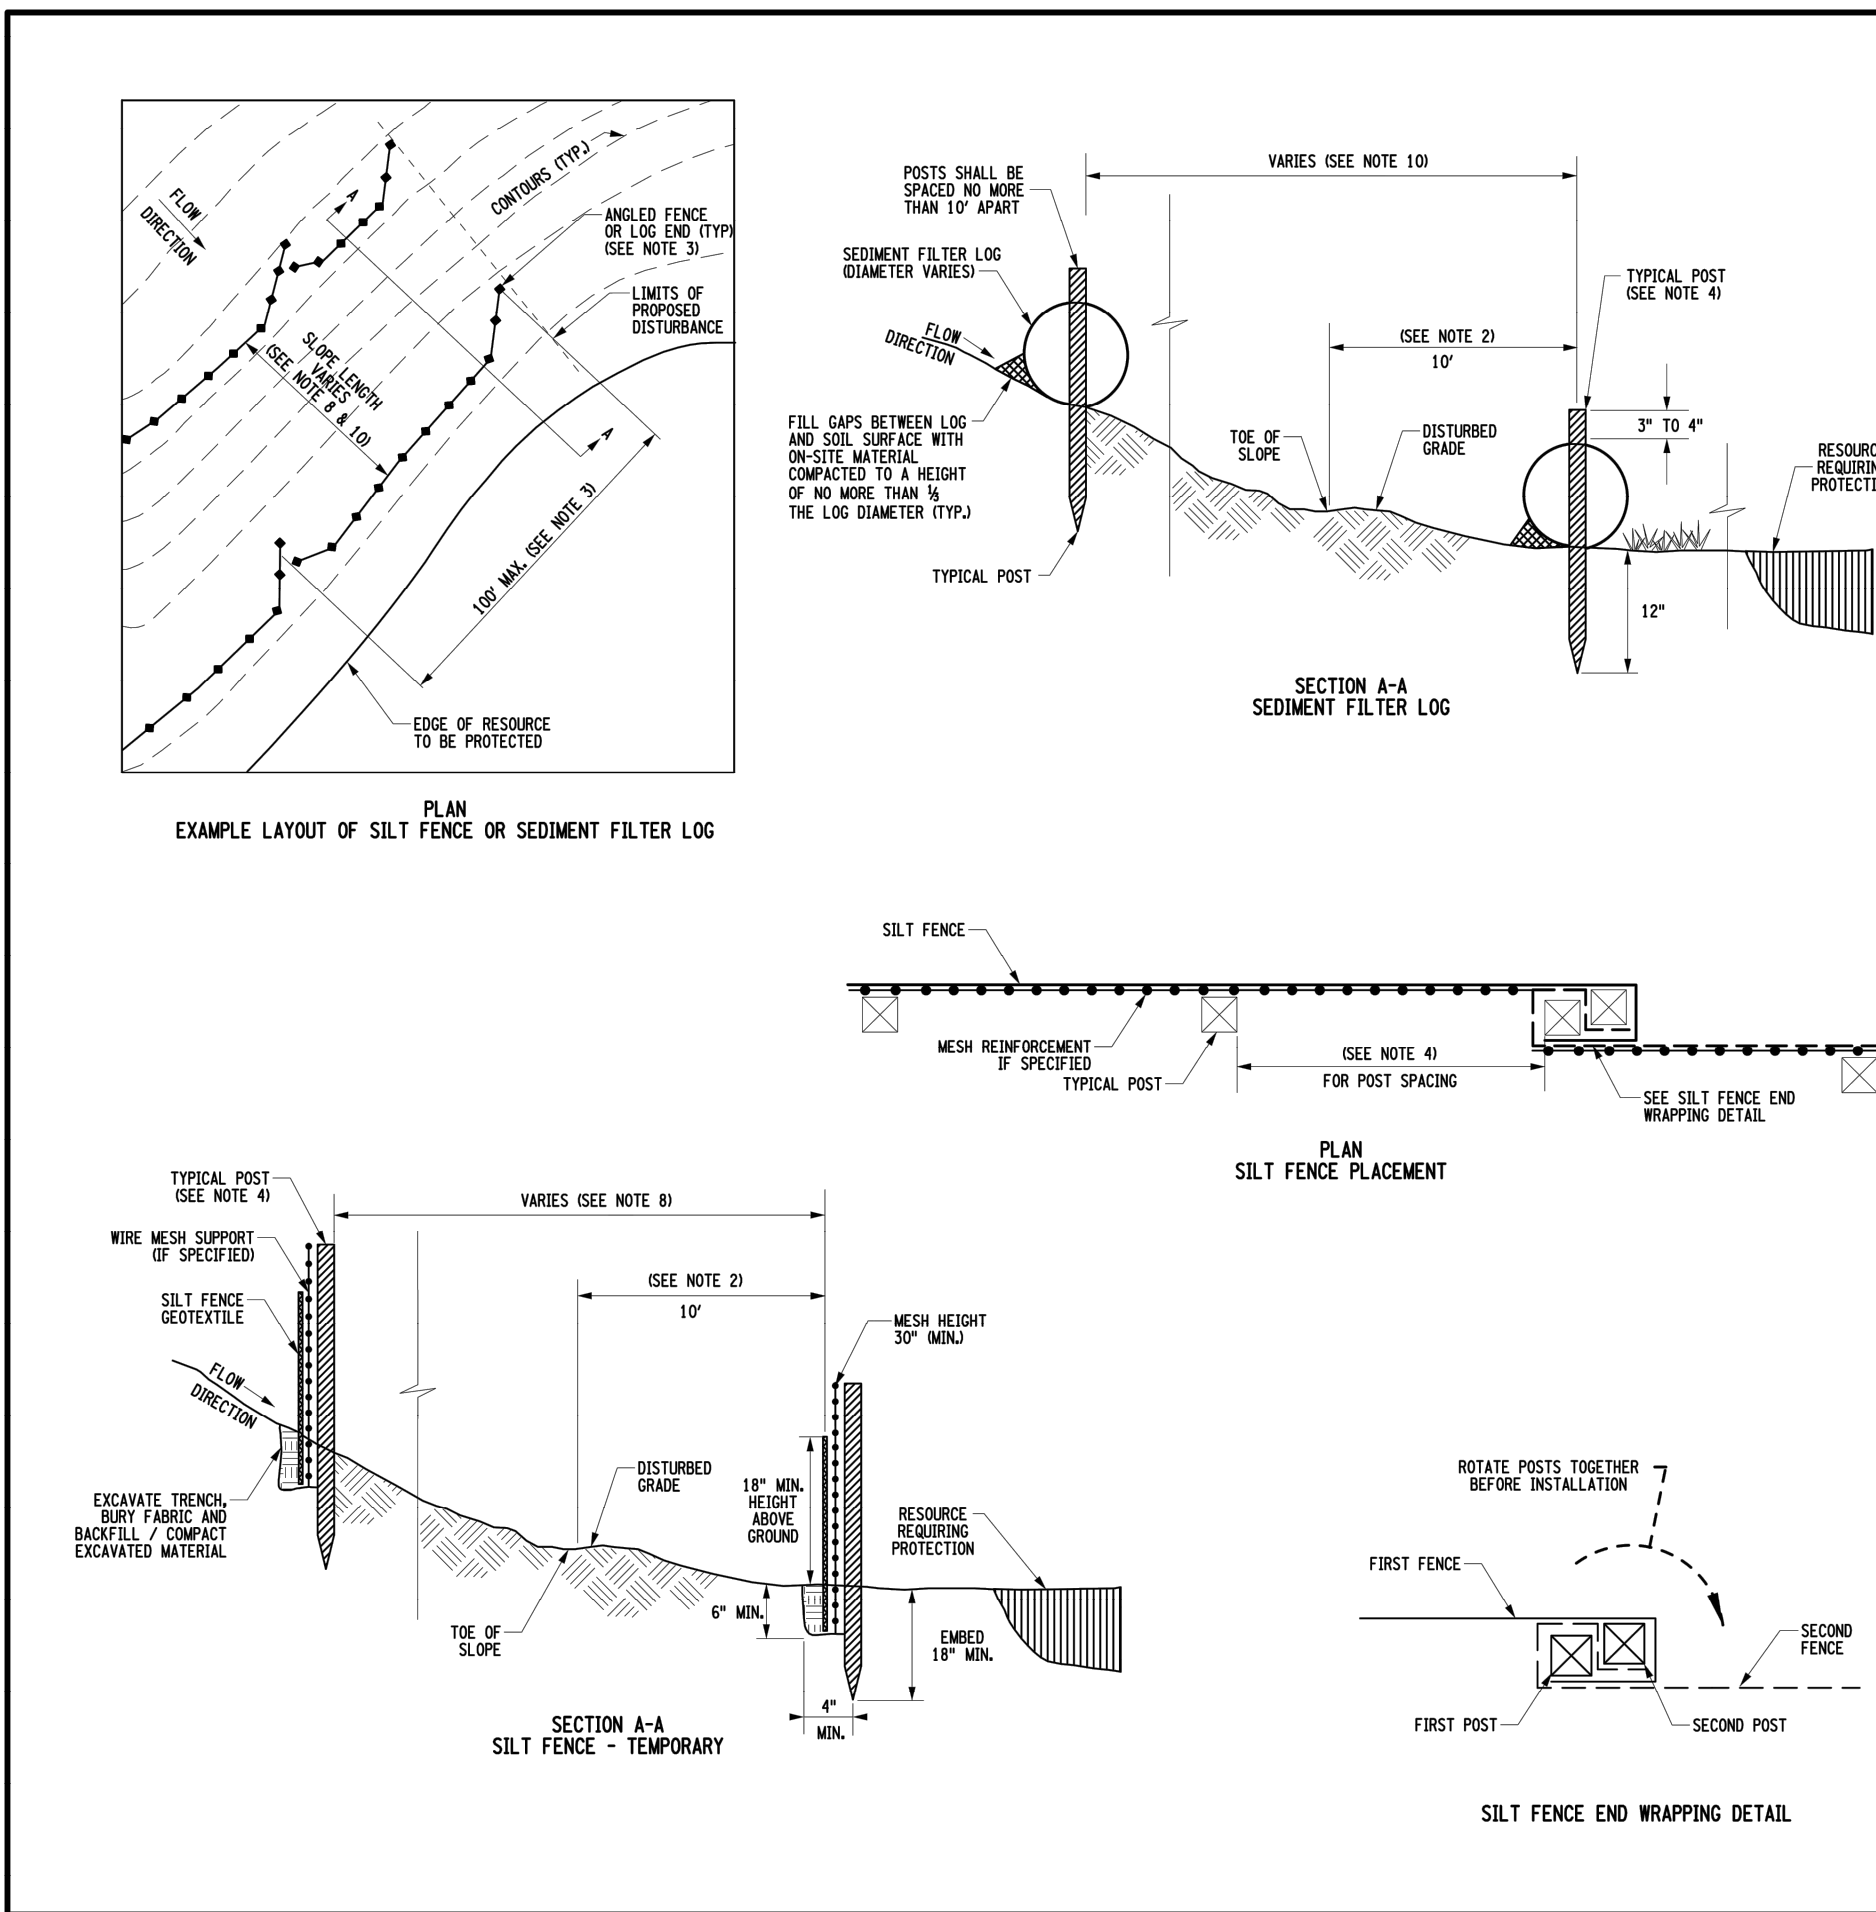 FLOW
DIRECTION
A
CONTOURS (TYP.)
ANGLED FENCE
OR LOG END (TYP)
(SEE NOTE 3)
LIMITS OF
PROPOSED
DISTURBANCE
SLOPE LENGTH
VARIES
(SEE NOTE 8 & 10)
A
100' MAX. (SEE NOTE 3)
EDGE OF RESOURCE
TO BE PROTECTED
PLAN
EXAMPLE LAYOUT OF SILT FENCE OR SEDIMENT FILTER LOG
POSTS SHALL BE
SPACED NO MORE
THAN 10' APART
VARIES (SEE NOTE 10)
SEDIMENT FILTER LOG
(DIAMETER VARIES)
TYPICAL POST
(SEE NOTE 4)
FLOW
DIRECTION
(SEE NOTE 2)
10'
3" TO 4"
FILL GAPS BETWEEN LOG
AND SOIL SURFACE WITH
ON-SITE MATERIAL
COMPACTED TO A HEIGHT
OF NO MORE THAN ⅓
THE LOG DIAMETER (TYP.)
TOE OF
SLOPE
DISTURBED
GRADE
RESOURC
REQUIRIN
PROTECTI
TYPICAL POST
12"
SECTION A-A
SEDIMENT FILTER LOG
SILT FENCE
MESH REINFORCEMENT
IF SPECIFIED
TYPICAL POST
(SEE NOTE 4)
FOR POST SPACING
SEE SILT FENCE END
WRAPPING DETAIL
PLAN
SILT FENCE PLACEMENT
TYPICAL POST
(SEE NOTE 4)
VARIES (SEE NOTE 8)
WIRE MESH SUPPORT
(IF SPECIFIED)
SILT FENCE
GEOTEXTILE
(SEE NOTE 2)
10'
MESH HEIGHT
30" (MIN.)
FLOW
DIRECTION
EXCAVATE TRENCH,
BURY FABRIC AND
BACKFILL / COMPACT
EXCAVATED MATERIAL
DISTURBED
GRADE
18" MIN.
HEIGHT
ABOVE
GROUND
RESOURCE
REQUIRING
PROTECTION
TOE OF
SLOPE
6" MIN.
EMBED
18" MIN.
4"
MIN.
SECTION A-A
SILT FENCE - TEMPORARY
ROTATE POSTS TOGETHER
BEFORE INSTALLATION
FIRST FENCE
SECOND
FENCE
FIRST POST
SECOND POST
SILT FENCE END WRAPPING DETAIL